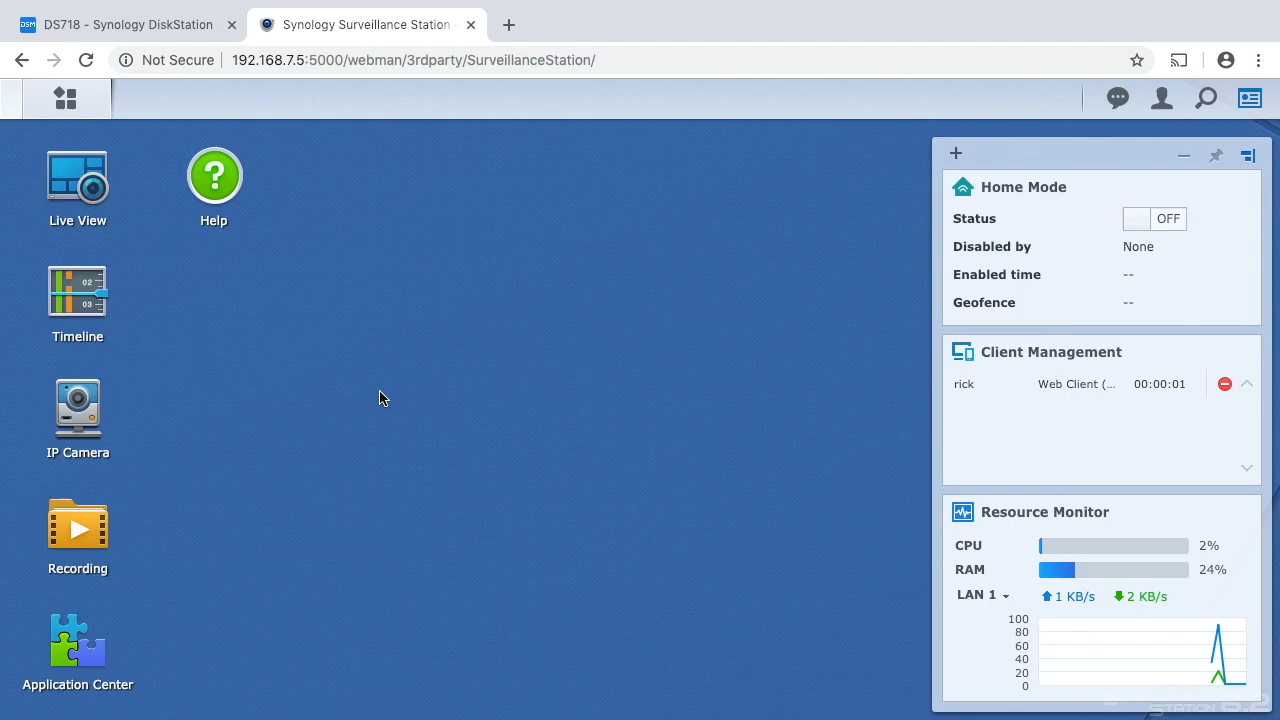 DSM DS718 - Synology DiskStation
Synology Surveillance Station
Not Secure 192.168.7.5:5000/webman/3rdparty/SurveillanceStation/
Live View
?
Help
02
03
Timeline
IP Camera
Recording
Application Center
Home Mode
Status OFF
Disabled by None
Enabled time --
Geofence --
Client Management
rick Web Client (... 00:00:01
Resource Monitor
CPU 2%
RAM 24%
LAN 1 1 KB/s 2 KB/s
100
80
60
40
20
0